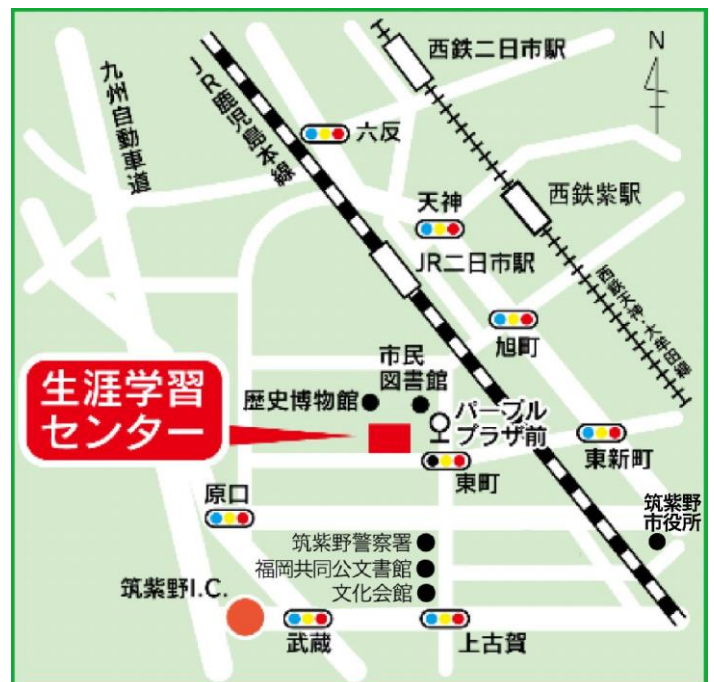 西鉄二日市駅
N
九州自動車道
JR鹿児島本線
六反
西鉄紫駅
天神
JR二日市駅
西鉄天神・大牟田線
旭町
市民
図書館
生涯学習
センター
歴史博物館
パープル
プラザ前
東新町
東町
原口
筑紫野
市役所
筑紫野警察署
福岡共同公文書館
文化会館
筑紫野I.C.
武蔵
上古賀